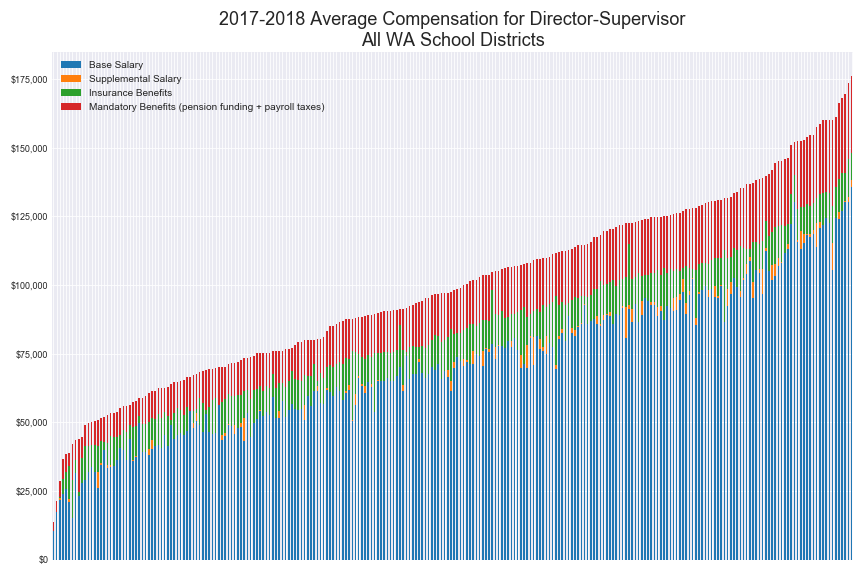 2017-2018 Average Compensation for Director-Supervisor
All WA School Districts
Base Salary
Supplemental Salary
Insurance Benefits
Mandatory Benefits (pension funding + payroll taxes)
$175,000
$150,000
$125,000
$100,000
$75,000
$50,000
$25,000
$0